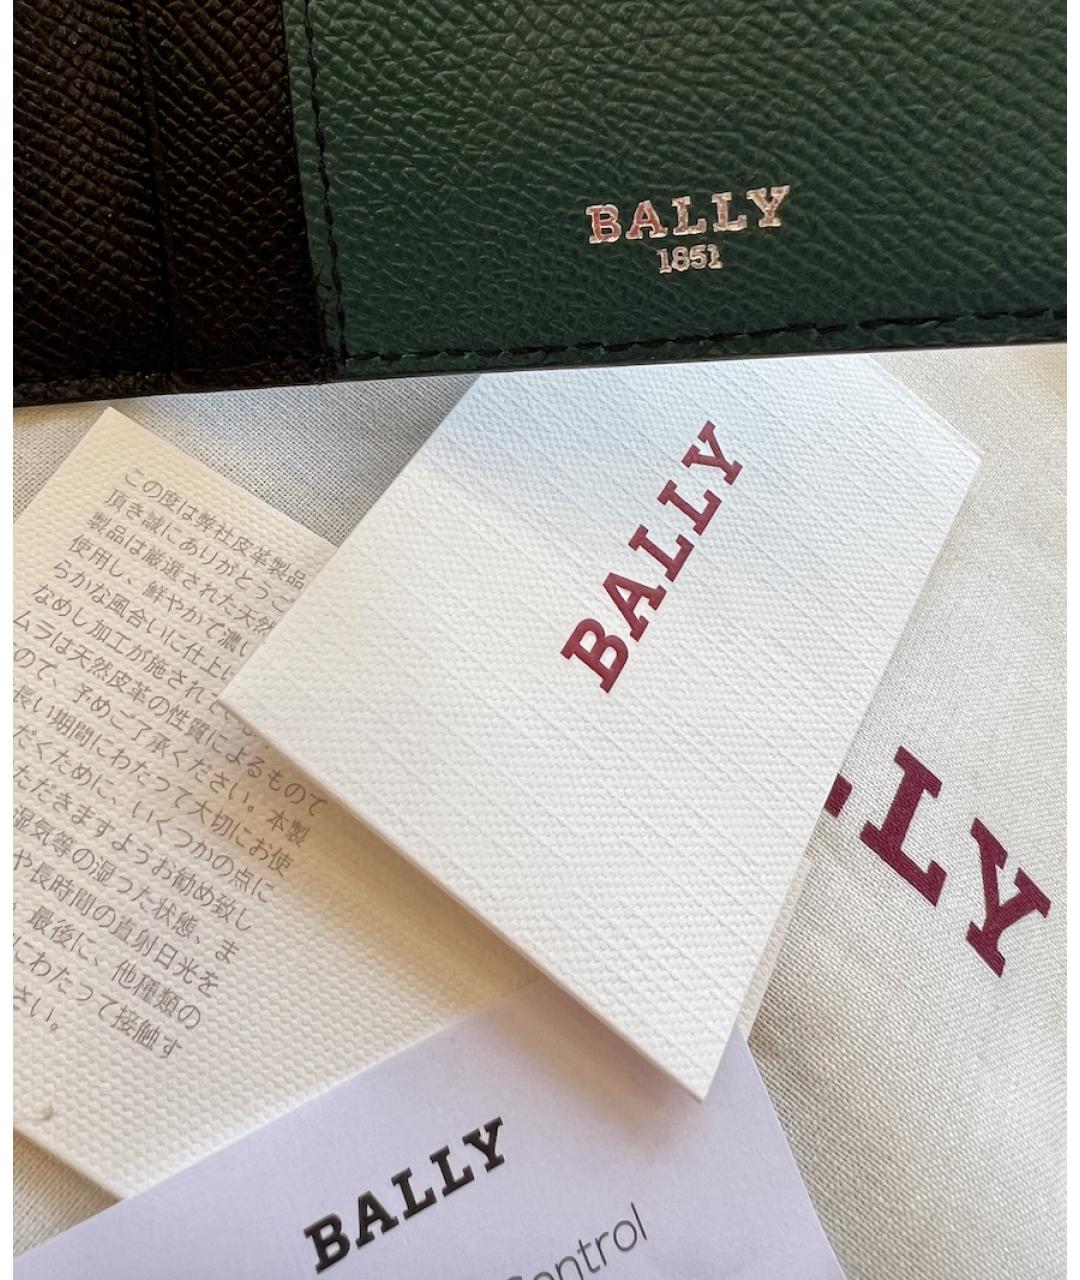 BALLY
1851
BALLY
この度は弊社皮革製品
頂き誠にありがとうご
製品は厳選された天然
使用し、鮮やかで濃い
らかな風合いに仕上げ
なめし加工が施されて
ムラは天然皮革の性質によるもので
ので、予めご了承ください。本製
長い期間にわたって大切にお使
だくために、いくつかの点に
ただきますようお勧め致し
湿気等の湿った状態、ま
や長時間の直射日光を
。最後に、他種類の
にわたって接触す
さい。
LY
BALLY
Control